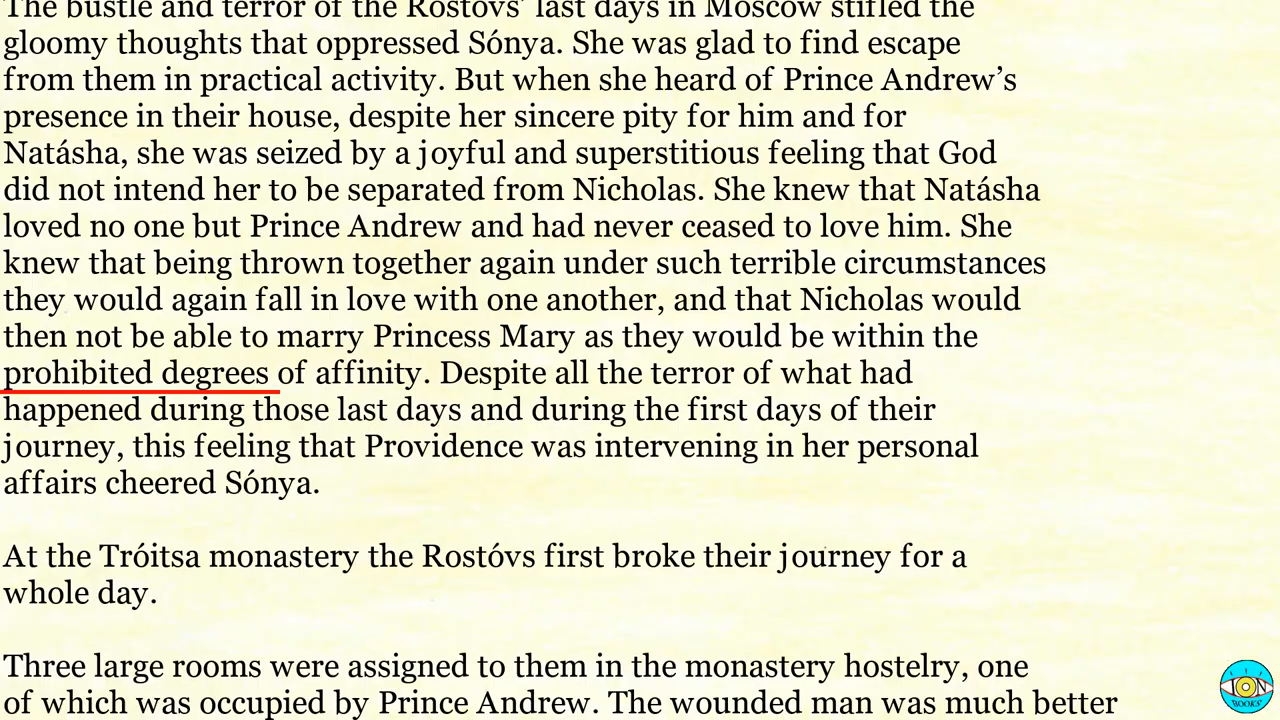 The bustle and terror of the Rostóvs’ last days in Moscow stifled the
gloomy thoughts that oppressed Sónya. She was glad to find escape
from them in practical activity. But when she heard of Prince Andrew’s
presence in their house, despite her sincere pity for him and for
Natásha, she was seized by a joyful and superstitious feeling that God
did not intend her to be separated from Nicholas. She knew that Natásha
loved no one but Prince Andrew and had never ceased to love him. She
knew that being thrown together again under such terrible circumstances
they would again fall in love with one another, and that Nicholas would
then not be able to marry Princess Mary as they would be within the
prohibited degrees of affinity. Despite all the terror of what had
happened during those last days and during the first days of their
journey, this feeling that Providence was intervening in her personal
affairs cheered Sónya.
At the Tróitsa monastery the Rostóvs first broke their journey for a
whole day.
Three large rooms were assigned to them in the monastery hostelry, one
of which was occupied by Prince Andrew. The wounded man was much better
ION
BOOKS